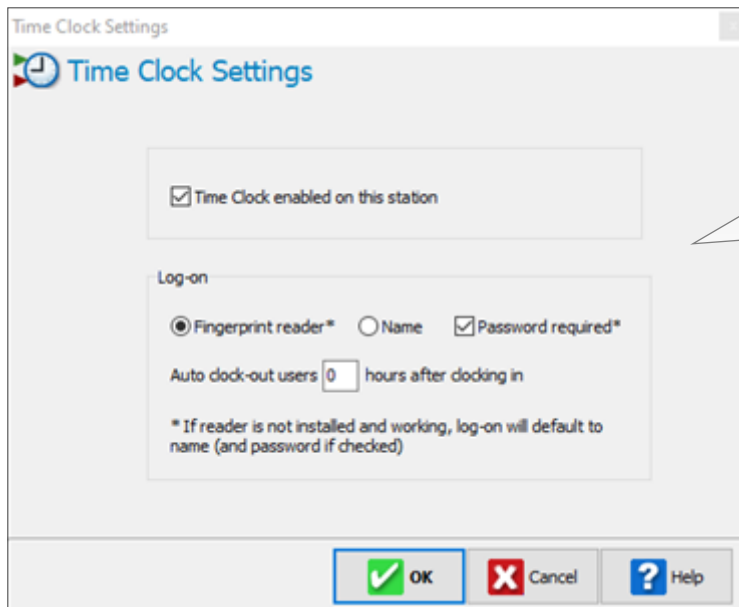 Time Clock Settings
Time Clock Settings
Time Clock enabled on this station
Log-on
Fingerprint reader* Name Password required*
Auto clock-out users 0 hours after clocking in
* If reader is not installed and working, log-on will default to
name (and password if checked)
OK Cancel Help